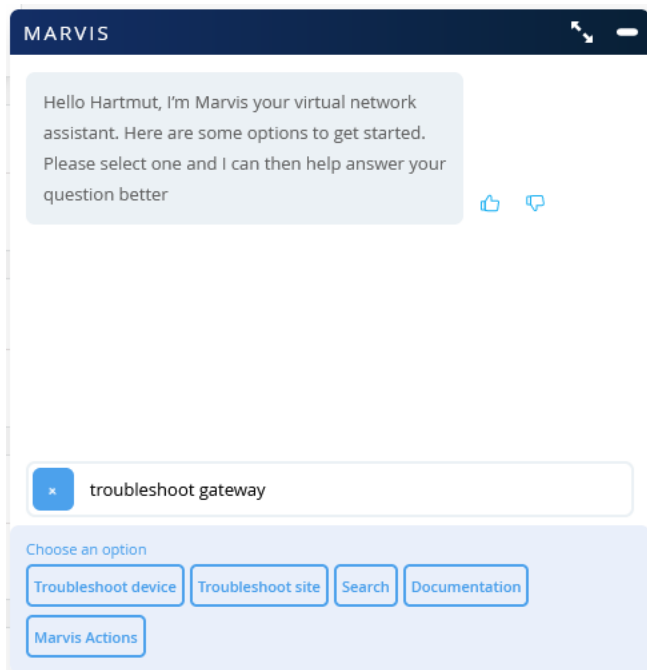 MARVIS
Hello Hartmut, I'm Marvis your virtual network
assistant. Here are some options to get started.
Please select one and I can then help answer your
question better
troubleshoot gateway
Choose an option
Troubleshoot device Troubleshoot site Search Documentation
Marvis Actions